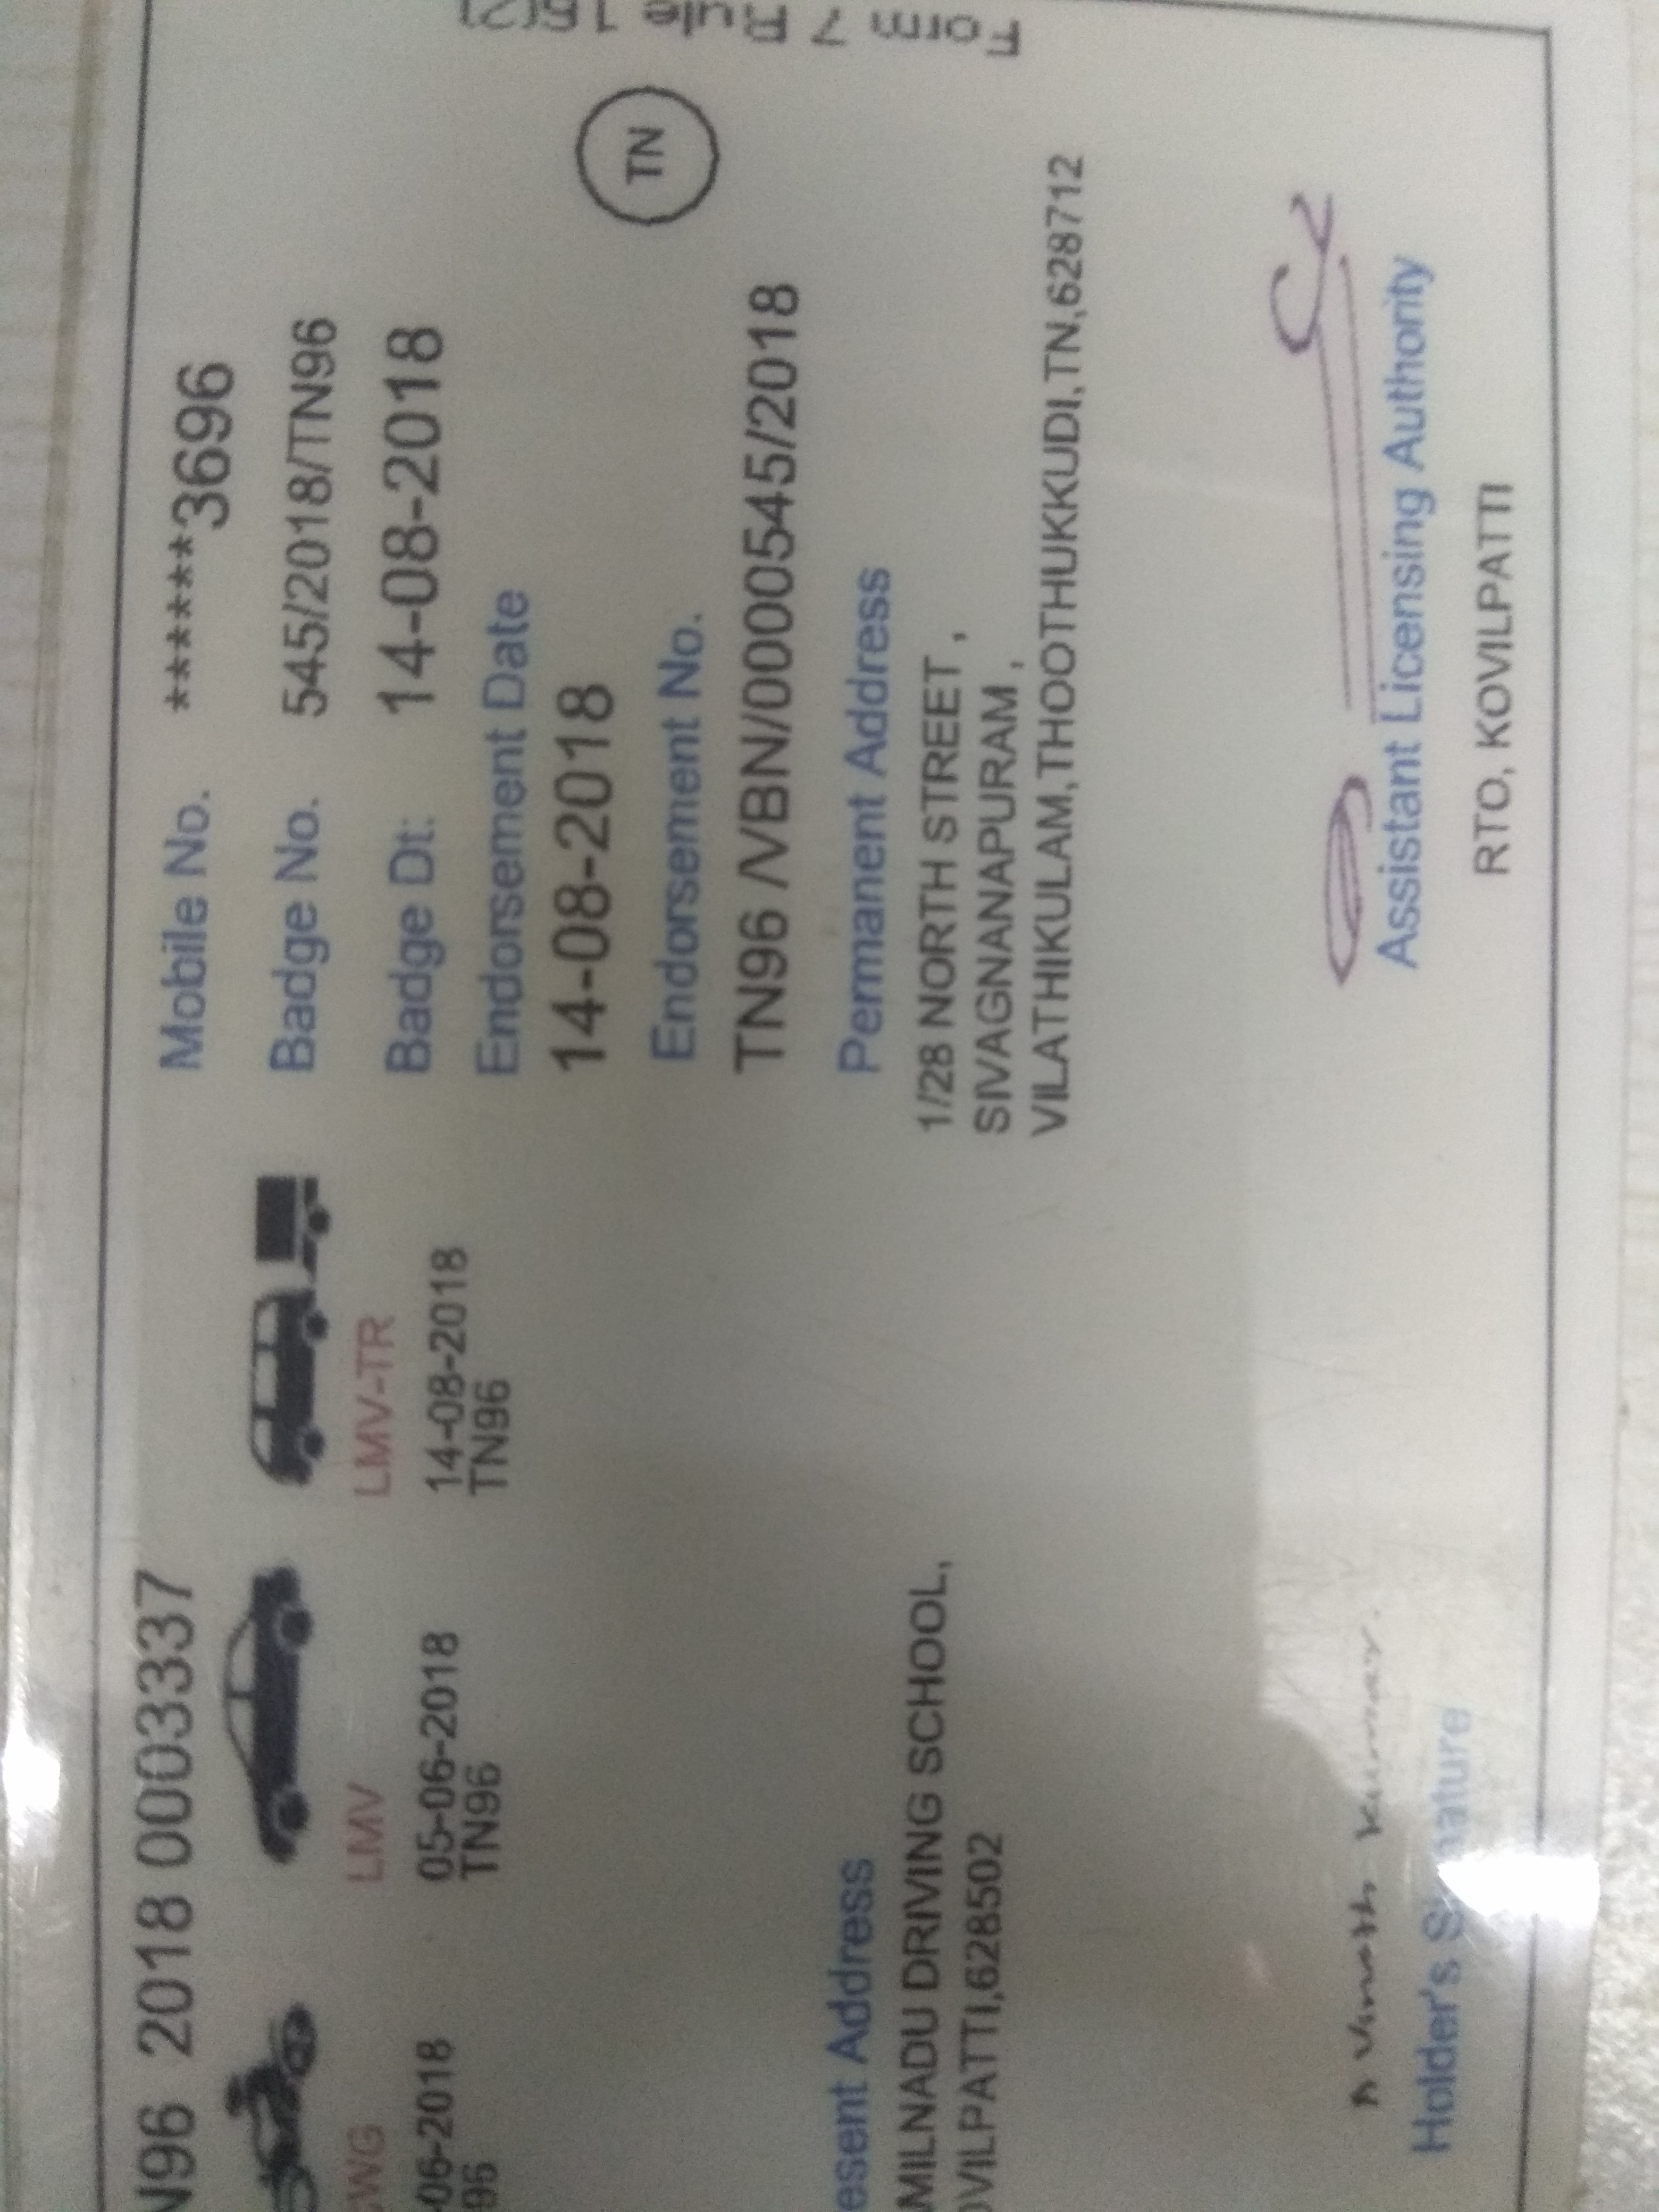 N96 2018 0003337
Mobile No. ******3696
Badge No. 545/2018/TN96
Badge Dt: 14-08-2018
Endorsement Date
14-08-2018
Endorsement No.
TN96 /VBN/0000545/2018
TN
CWG
-06-2018
96
LMV
05-06-2018
TN96
LMV-TR
14-08-2018
TN96
esent Address
MILNADU DRIVING SCHOOL,
OVILPATTI,628502
Permanent Address
1/28 NORTH STREET ,
SIVAGNANAPURAM ,
VILATHIKULAM,THOOTHUKKUDI,TN,628712
Holder's Signature
Assistant Licensing Authority
RTO, KOVILPATTI
Form 7 Rule 16(2)